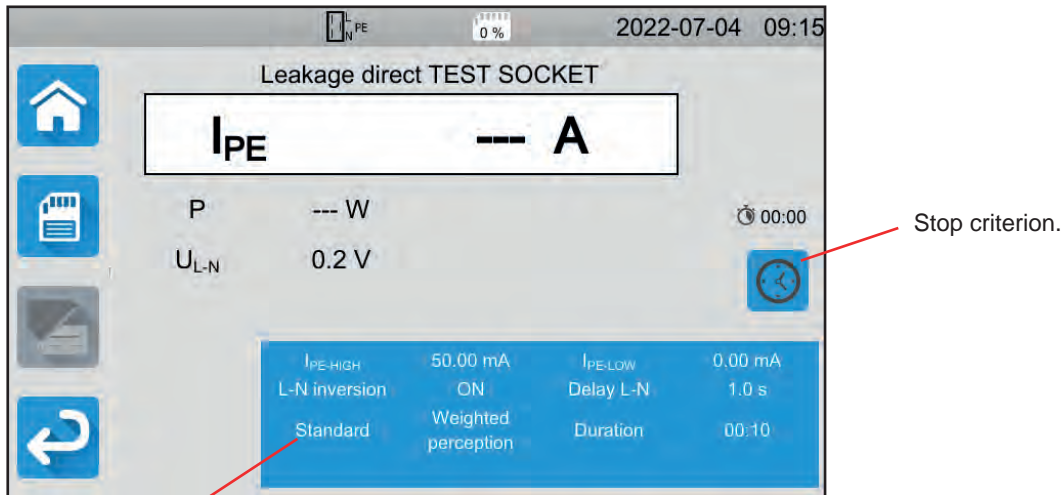 L N PE 0 % 2022-07-04 09:15
Leakage direct TEST SOCKET
IPE --- A
P --- W
00:00
Stop criterion.
UL-N 0.2 V
IPE-HIGH 50.00 mA IPE-LOW 0.00 mA
L-N inversion ON Delay L-N 1.0 s
Standard Weighted perception Duration 00:10